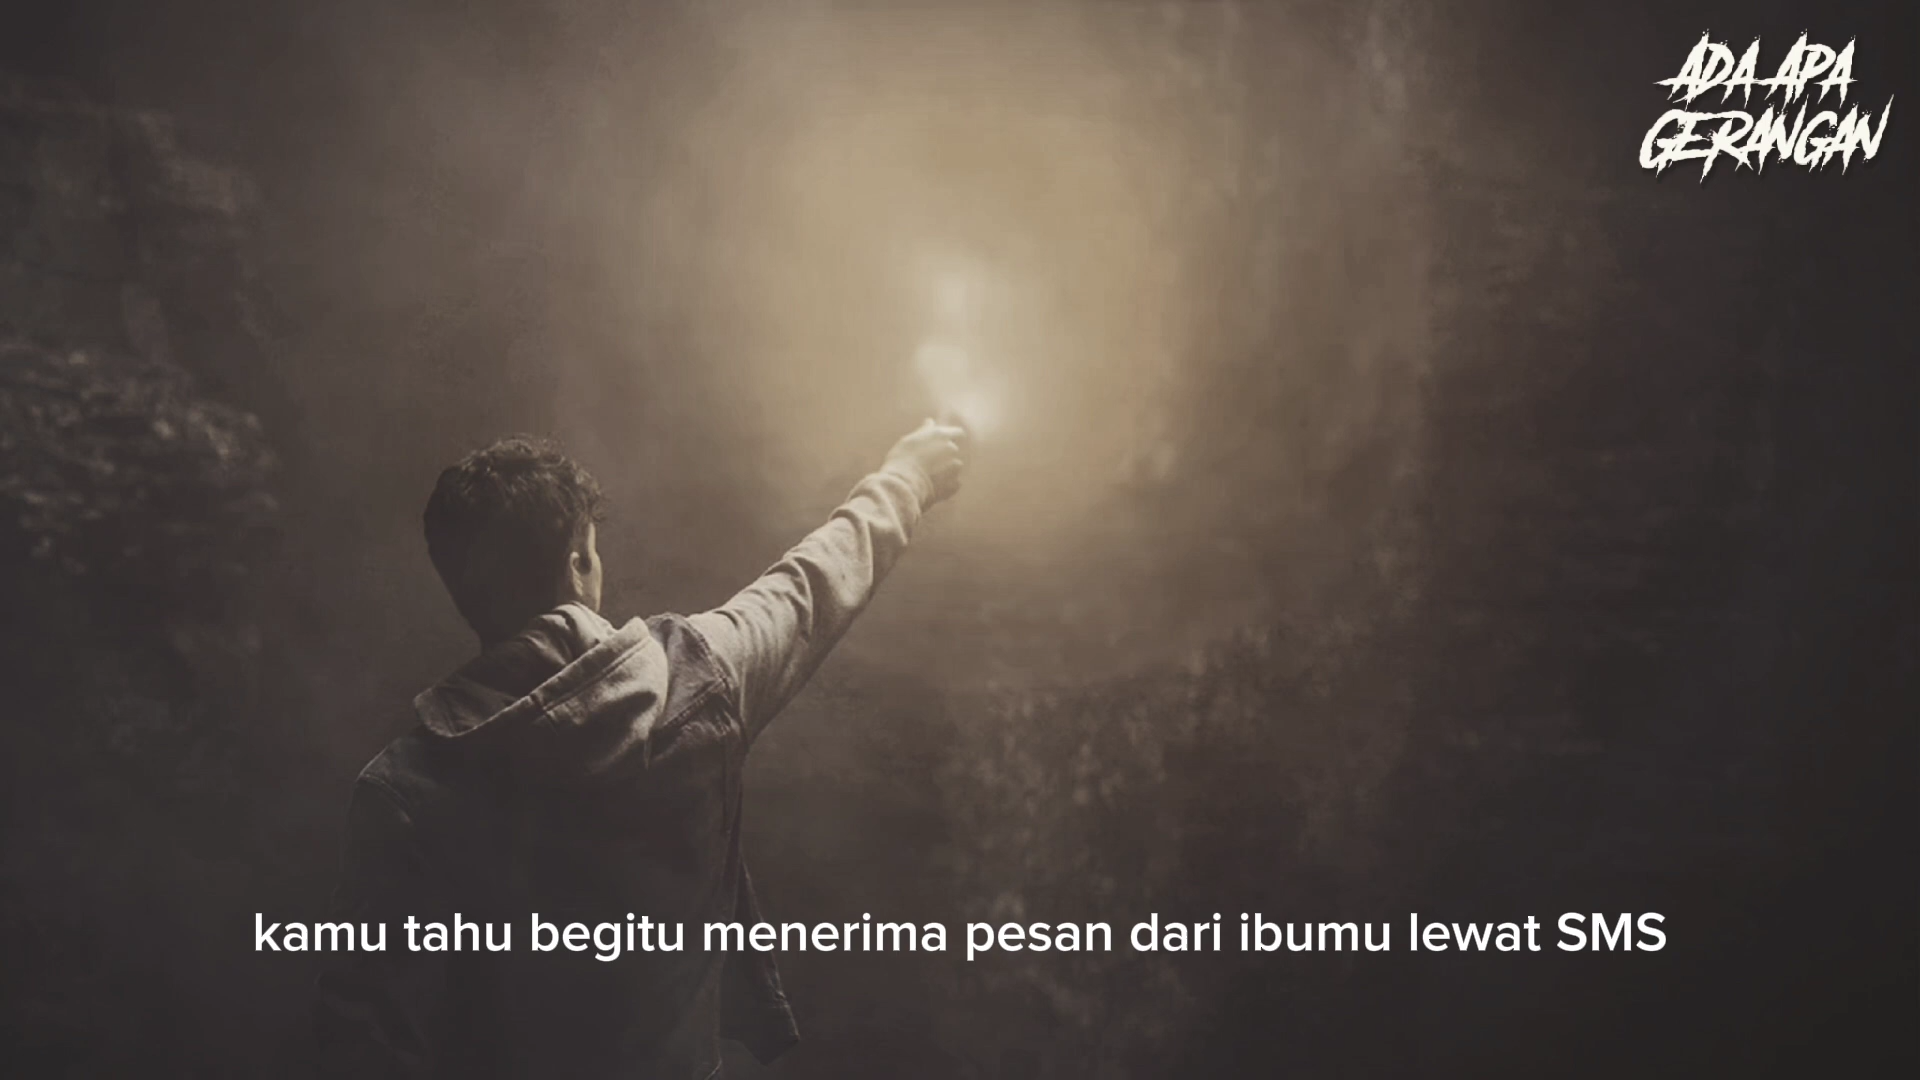 ADA APA
GERANGAN
kamu tahu begitu menerima pesan dari ibumu lewat SMS